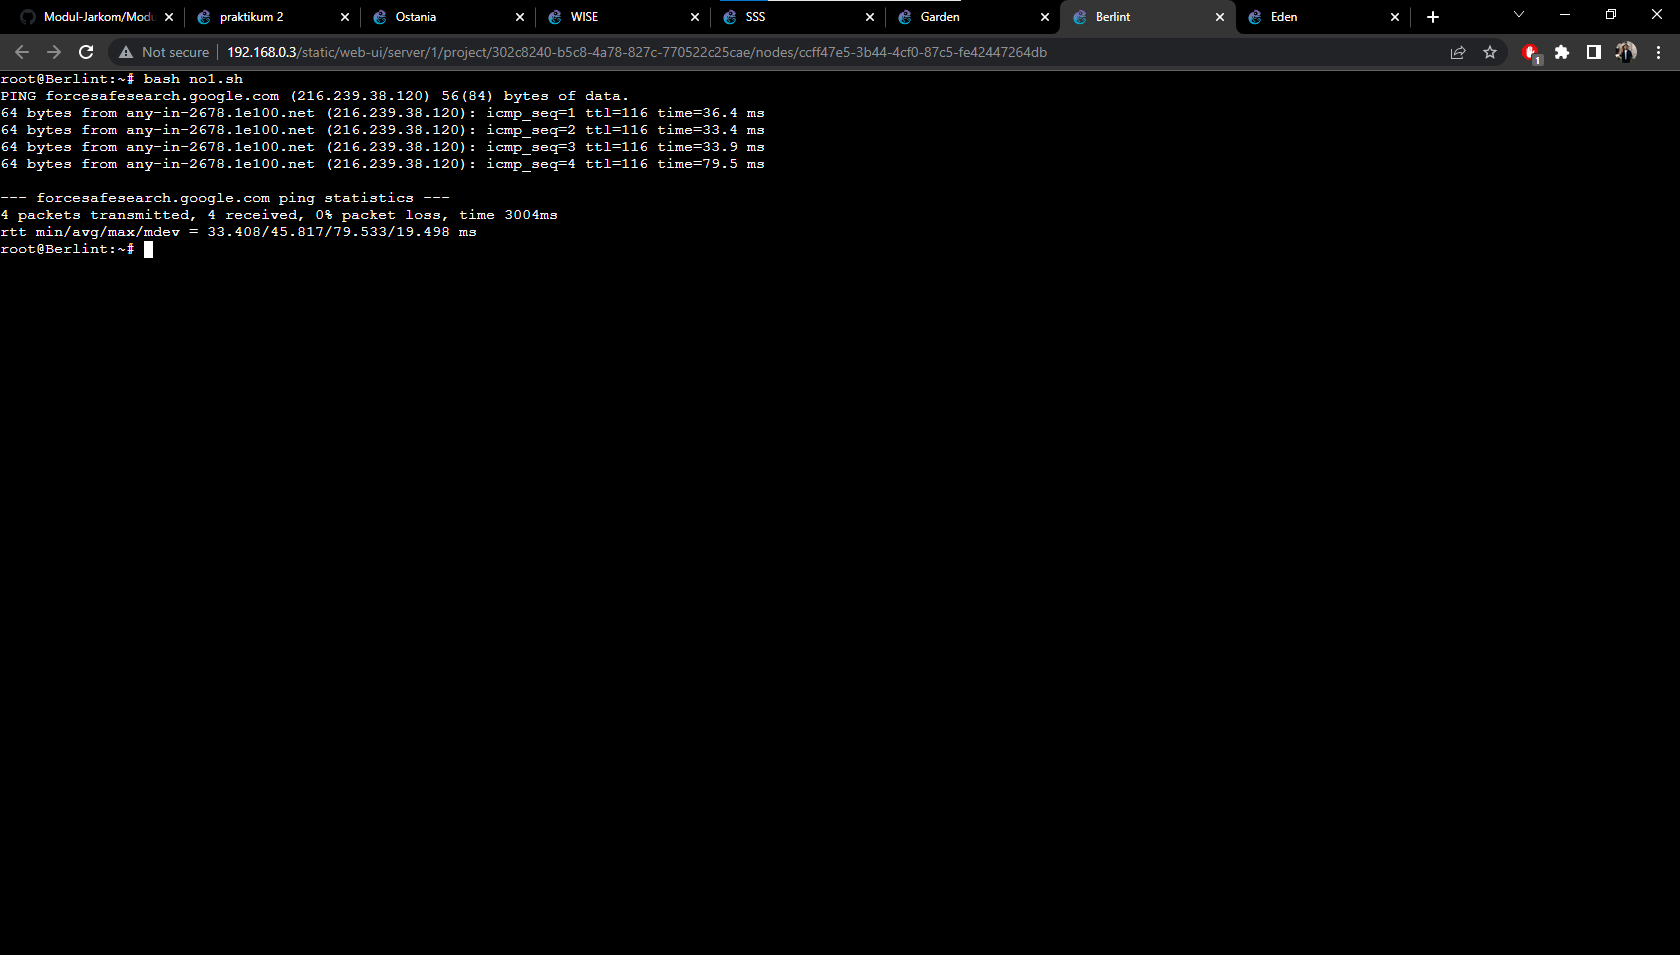 Modul-Jarkom/Modu
praktikum 2
Ostania
WISE
SSS
Garden
Berlint
Eden
Not secure
192.168.0.3/static/web-ui/server/1/project/302c8240-b5c8-4a78-827c-770522c25cae/nodes/ccff47e5-3b44-4cf0-87c5-fe42447264db
1
root@Berlint:~# bash no1.sh
PING forcesafesearch.google.com (216.239.38.120) 56(84) bytes of data.
64 bytes from any-in-2678.1e100.net (216.239.38.120): icmp_seq=1 ttl=116 time=36.4 ms
64 bytes from any-in-2678.1e100.net (216.239.38.120): icmp_seq=2 ttl=116 time=33.4 ms
64 bytes from any-in-2678.1e100.net (216.239.38.120): icmp_seq=3 ttl=116 time=33.9 ms
64 bytes from any-in-2678.1e100.net (216.239.38.120): icmp_seq=4 ttl=116 time=79.5 ms
--- forcesafesearch.google.com ping statistics ---
4 packets transmitted, 4 received, 0% packet loss, time 3004ms
rtt min/avg/max/mdev = 33.408/45.817/79.533/19.498 ms
root@Berlint:~#